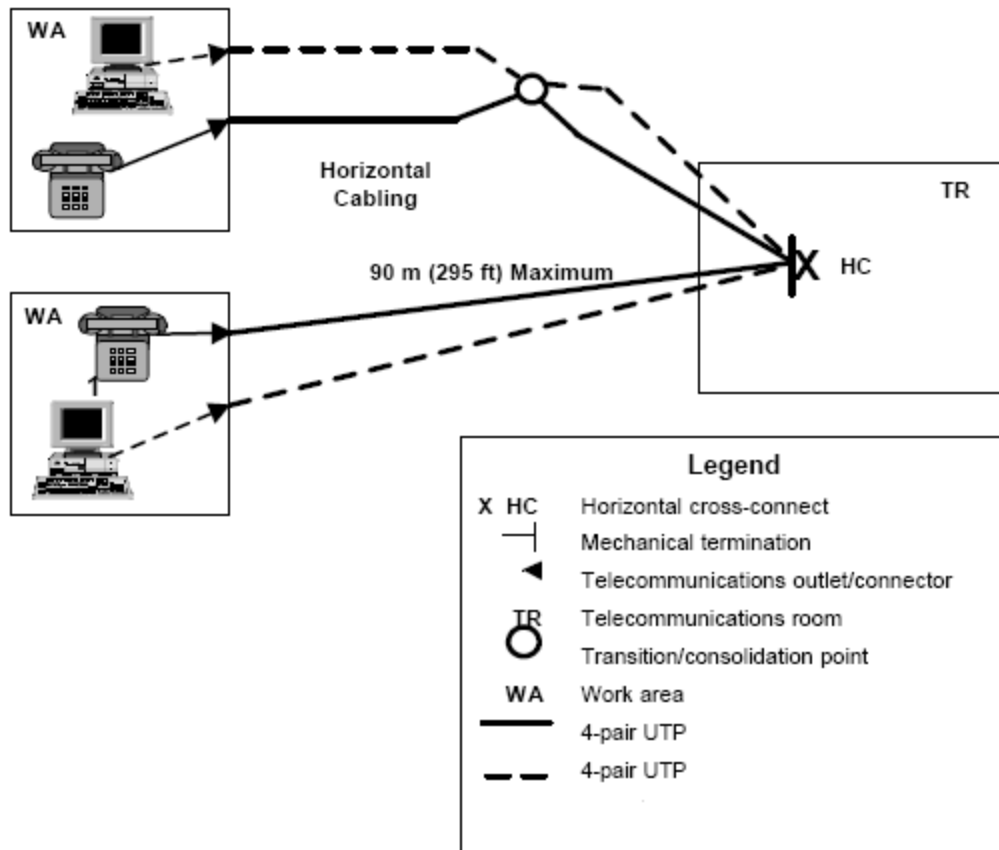 WA
Horizontal
Cabling
TR
HC
90 m (295 ft) Maximum
WA
Legend
X HC Horizontal cross-connect
Mechanical termination
Telecommunications outlet/connector
TR Telecommunications room
Transition/consolidation point
WA Work area
4-pair UTP
4-pair UTP